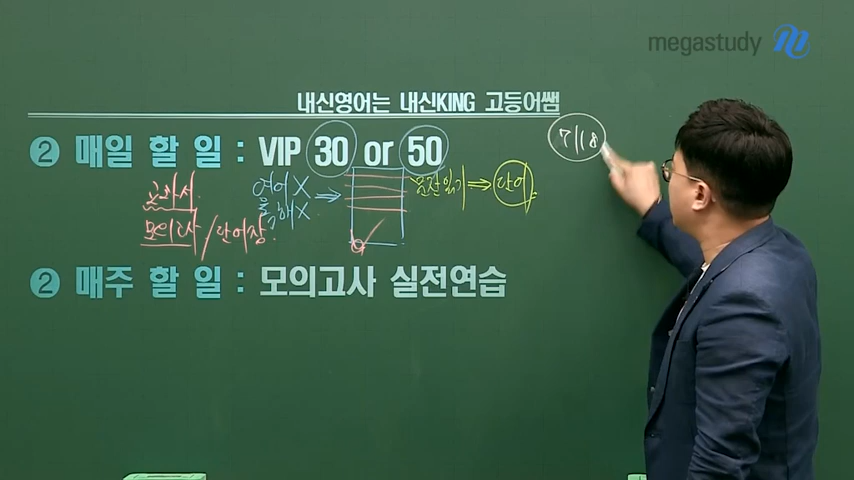 megastudy
내신영어는 내신KING 고등어쌤
② 매일 할 일 : VIP 30 or 50
7/18
교과서
모의고사 / 단어장
영어 X
독해 X
운전읽기 ⇒ 단어
② 매주 할 일 : 모의고사 실전연습